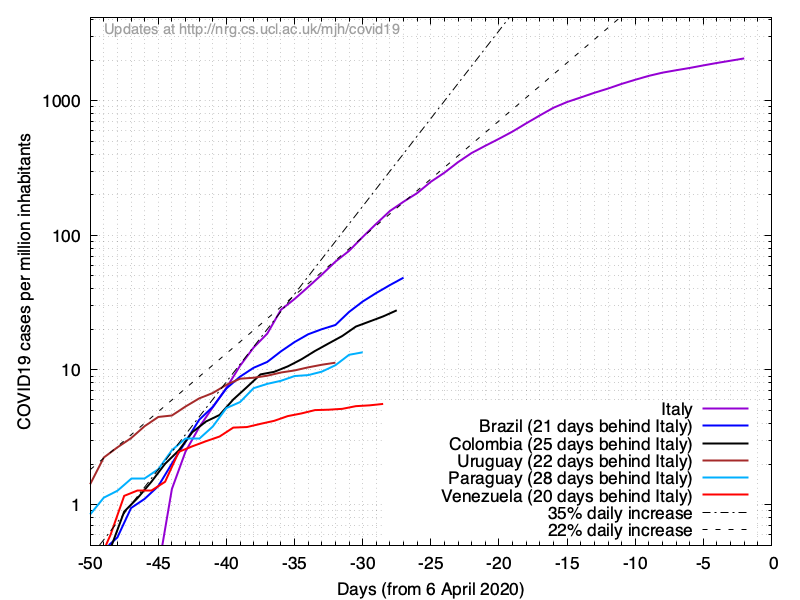 Updates at http://nrg.cs.ucl.ac.uk/mjh/covid19
COVID19 cases per million inhabitants
1000
100
10
1
Italy
Brazil (21 days behind Italy)
Colombia (25 days behind Italy)
Uruguay (22 days behind Italy)
Paraguay (28 days behind Italy)
Venezuela (20 days behind Italy)
35% daily increase
22% daily increase
-50 -45 -40 -35 -30 -25 -20 -15 -10 -5 0
Days (from 6 April 2020)